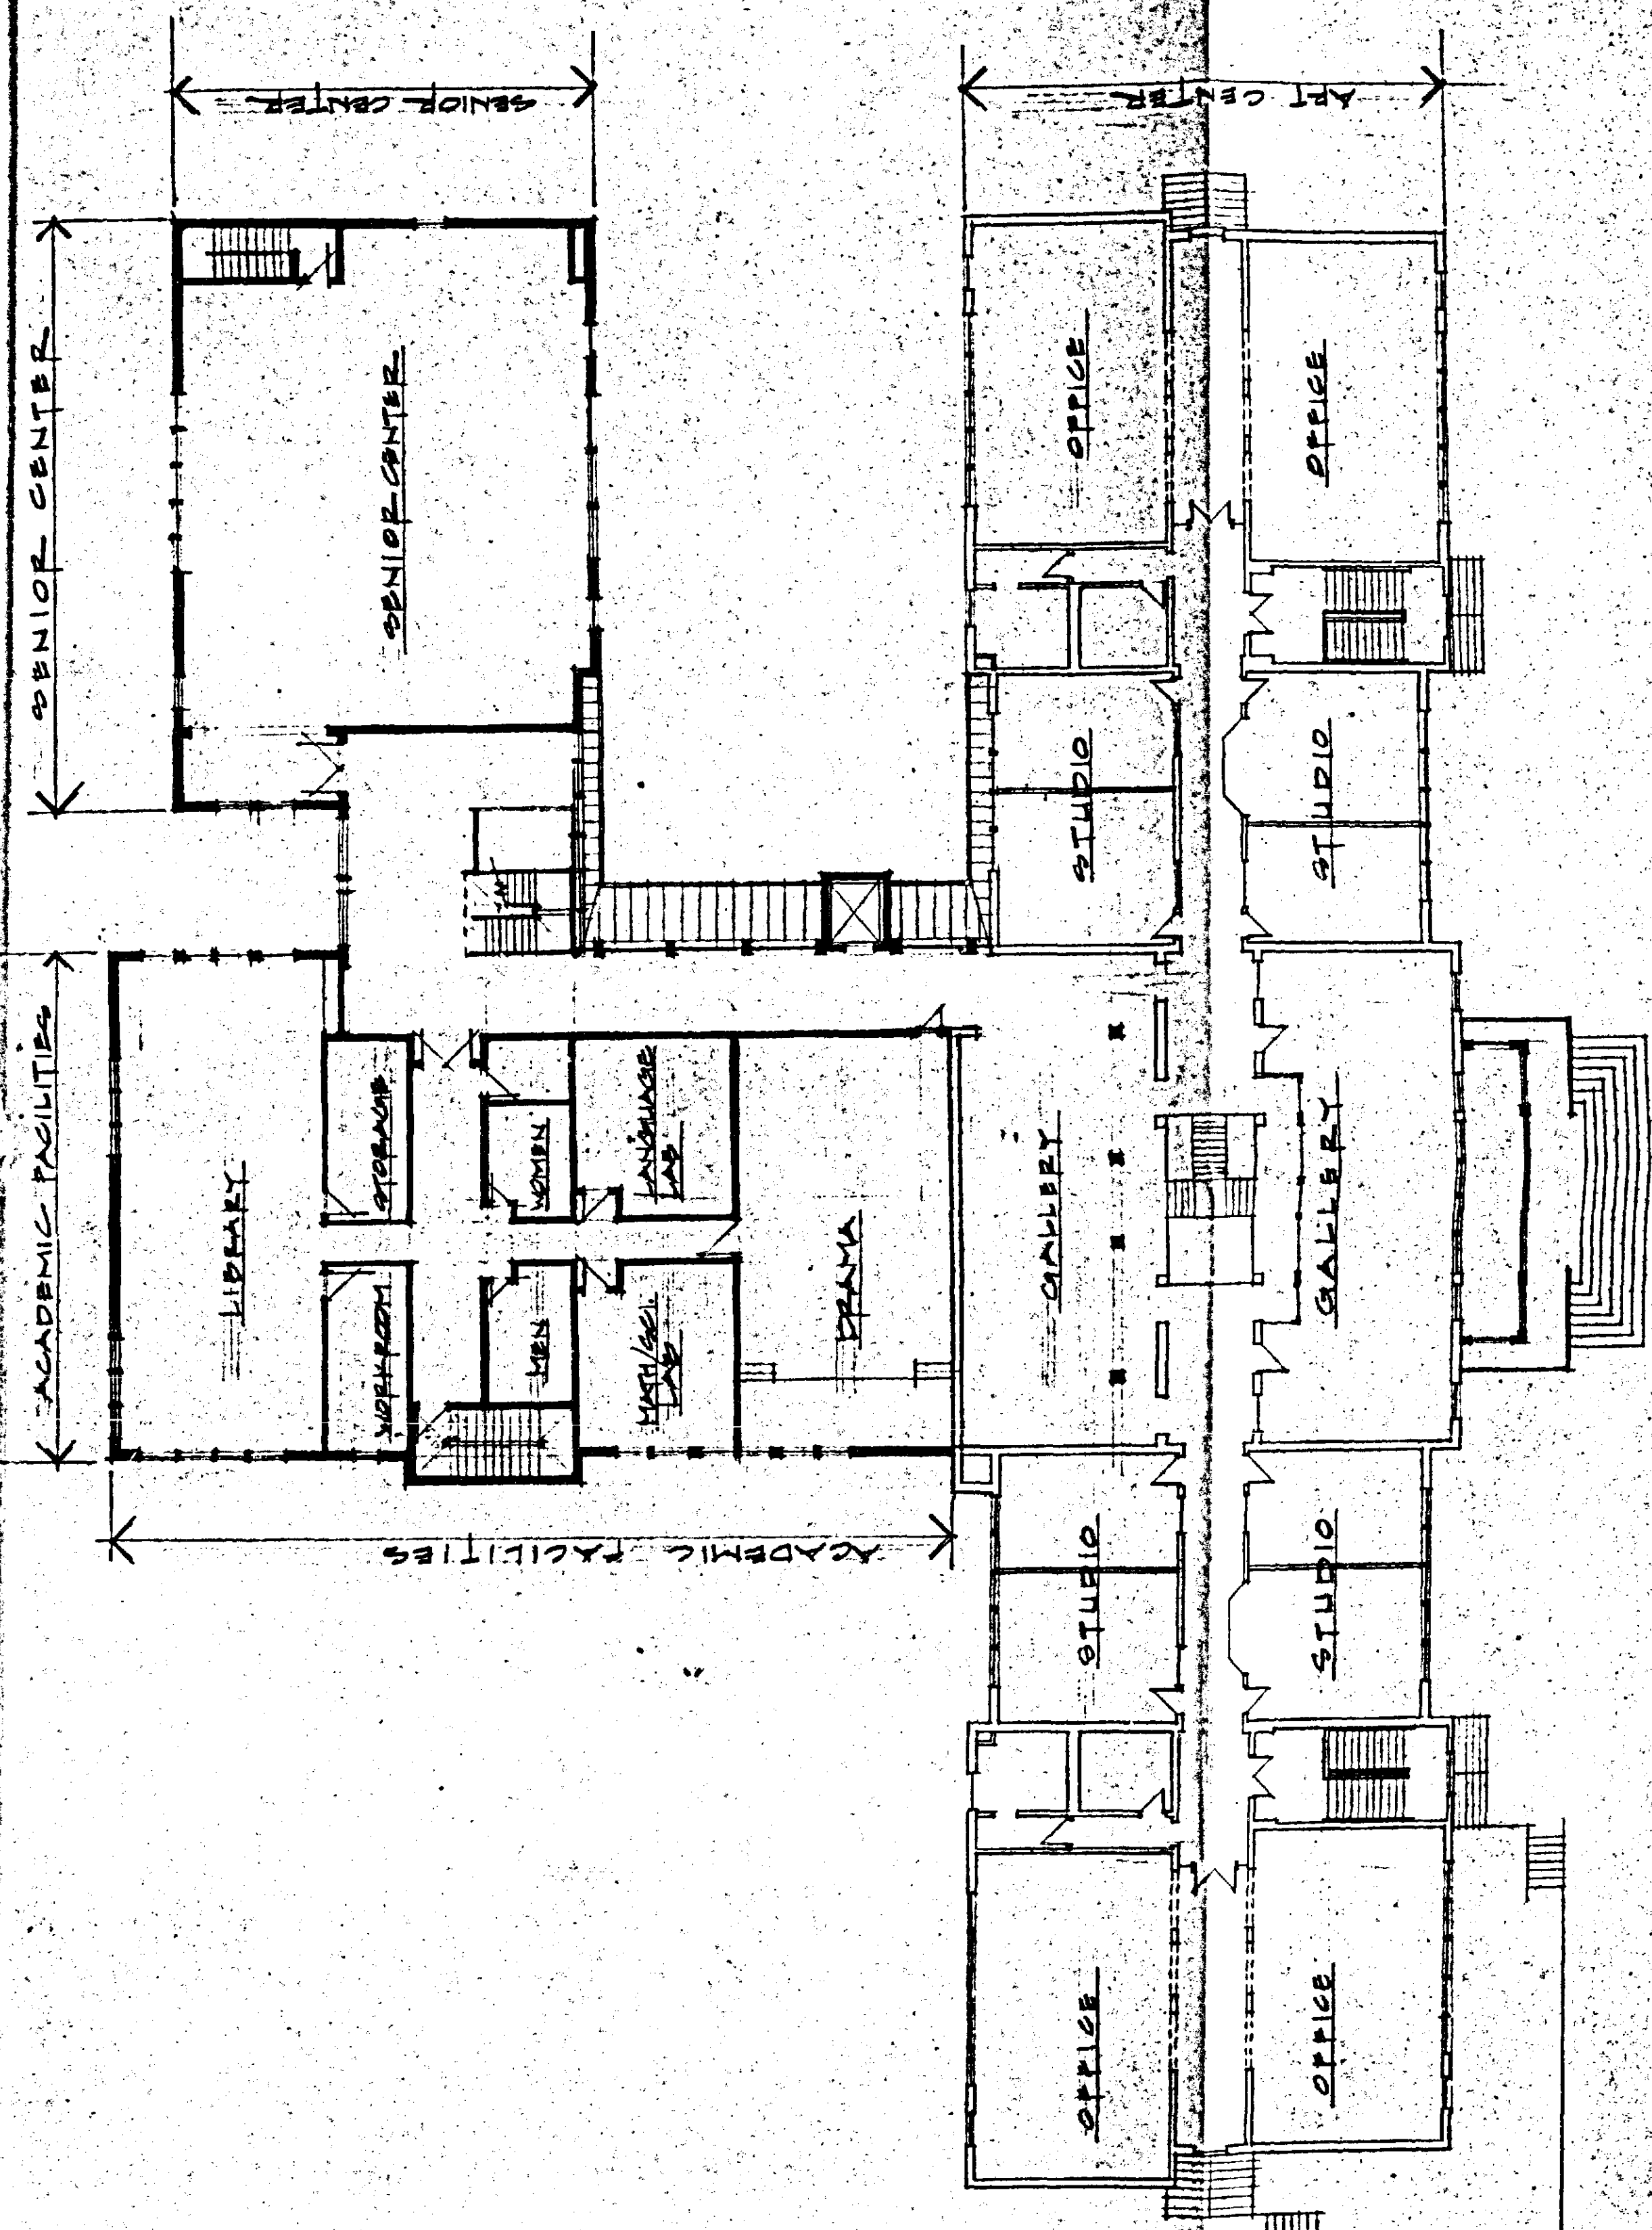 SENIOR CENTER
SENIOR CENTER
ART CENTER
SENIOR CENTER
OFFICE
OFFICE
STUDIO
STUDIO
ACADEMIC FACILITIES
LIBRARY
STORAGE
WOMEN
LANGUAGE
LAB
WORKROOM
MEN
MATH/SCI.
LAB
DRAMA
GALLERY
GALLERY
ACADEMIC FACILITIES
STUDIO
STUDIO
OFFICE
OFFICE